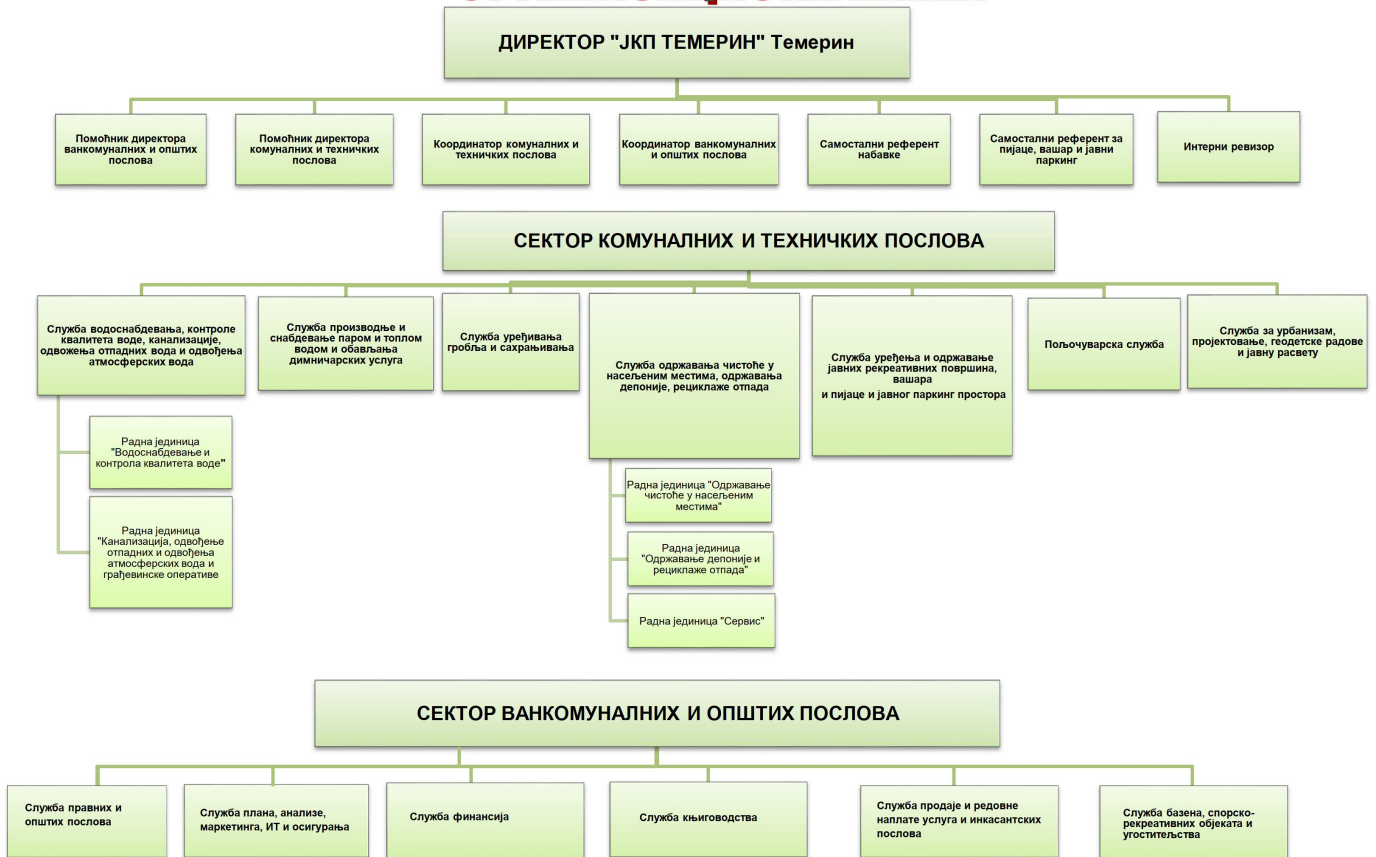 ДИРЕКТОР "ЈКП ТЕМЕРИН" Темерин
Помоћник директора
ванкомуналних и општих
послова
Помоћник директора
комуналних и техничких
послова
Координатор комуналних и
техничких послова
Координатор ванкомуналних
и општих послова
Самостални референт
набавке
Самостални референт за
пијаце, вашар и јавни
паркинг
Интерни ревизор
СЕКТОР КОМУНАЛНИХ И ТЕХНИЧКИХ ПОСЛОВА
Служба водоснабдевања, контроле
квалитета воде, канализације,
одвожења отпадних вода и одвођења
атмосферских вода
Служба производње и
снабдевање паром и топлом
водом и обављања
димничарских услуга
Служба уређивања
гробља и сахрањивања
Служба одржавања чистоће у
насељеним местима, одржавања
депоније, рециклаже отпада
Служба уређења и одржавање
јавних рекреативних површина,
вашара
и пијаце и јавног паркинг простора
Пољочуварска служба
Служба за урбанизам,
пројектовање, геодетске радове
и јавну расвету
Радна јединица
"Водоснабдевање и
контрола квалитета воде"
Радна јединица
"Канализација, одвођење
отпадних и одвођења
атмосферских вода и
грађевинске оперативе
Радна јединица "Одржавање
чистоће у насељеним
местима"
Радна јединица
"Одржавање депоније и
рециклаже отпада"
Радна јединица "Сервис"
СЕКТОР ВАНКОМУНАЛНИХ И ОПШТИХ ПОСЛОВА
Служба правних и
општих послова
Служба плана, анализе,
маркетинга, ИТ и осигурања
Служба финансија
Служба књиговодства
Служба продаје и редовне
наплате услуга и инкасантских
послова
Служба базена, спорско-
рекреативних објеката и
угоститељства